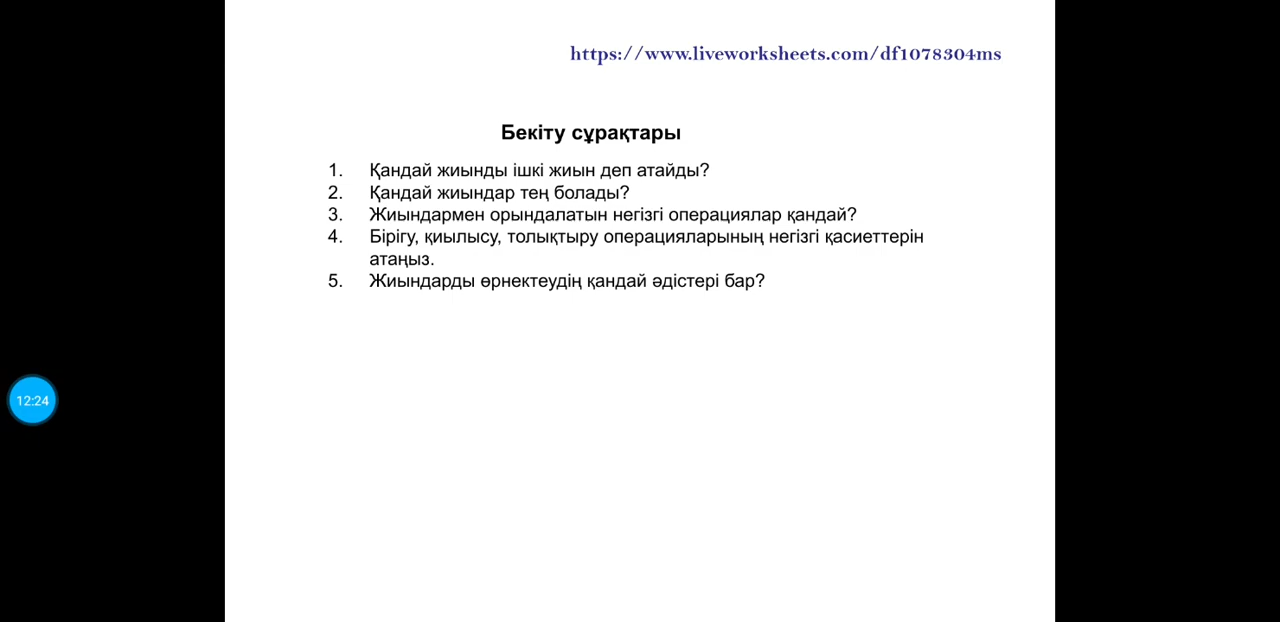 https://www.liveworksheets.com/df1078304ms
Бекіту сұрақтары
1. Қандай жиынды ішкі жиын деп атайды?
2. Қандай жиындар тең болады?
3. Жиындармен орындалатын негізгі операциялар қандай?
4. Бірігу, қиылысу, толықтыру операцияларының негізгі қасиеттерін
атаңыз.
5. Жиындарды өрнектеудің қандай әдістері бар?
12:24